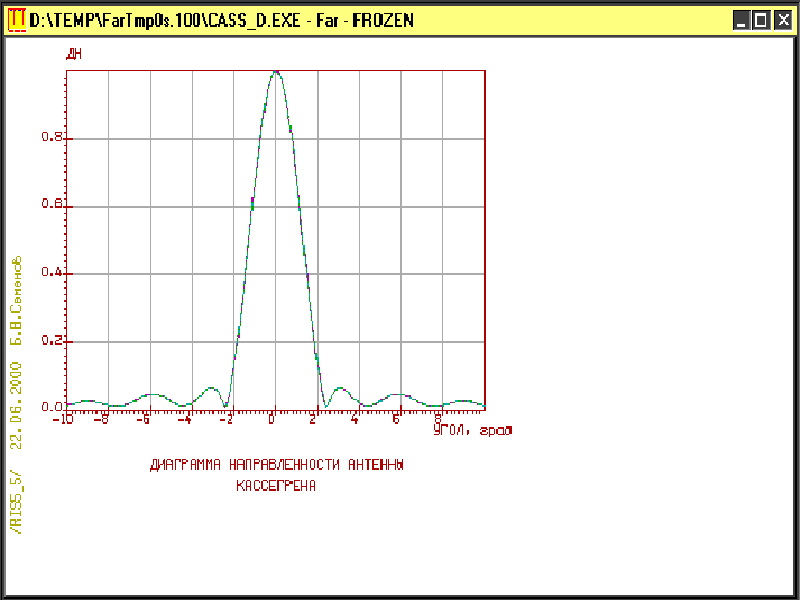 D:\TEMP\FarTmp0s.100\CASS_D.EXE - Far - FROZEN
ДН
0.8
0.6
0.4
0.2
0.0
-10 -8 -6 -4 -2 0 2 4 6 8
УГОЛ, град
ДИАГРАММА НАПРАВЛЕННОСТИ АНТЕННЫ
КАССЕГРЕНА
/RIS5_5/ 22.06.2000 Б.В.Семенов